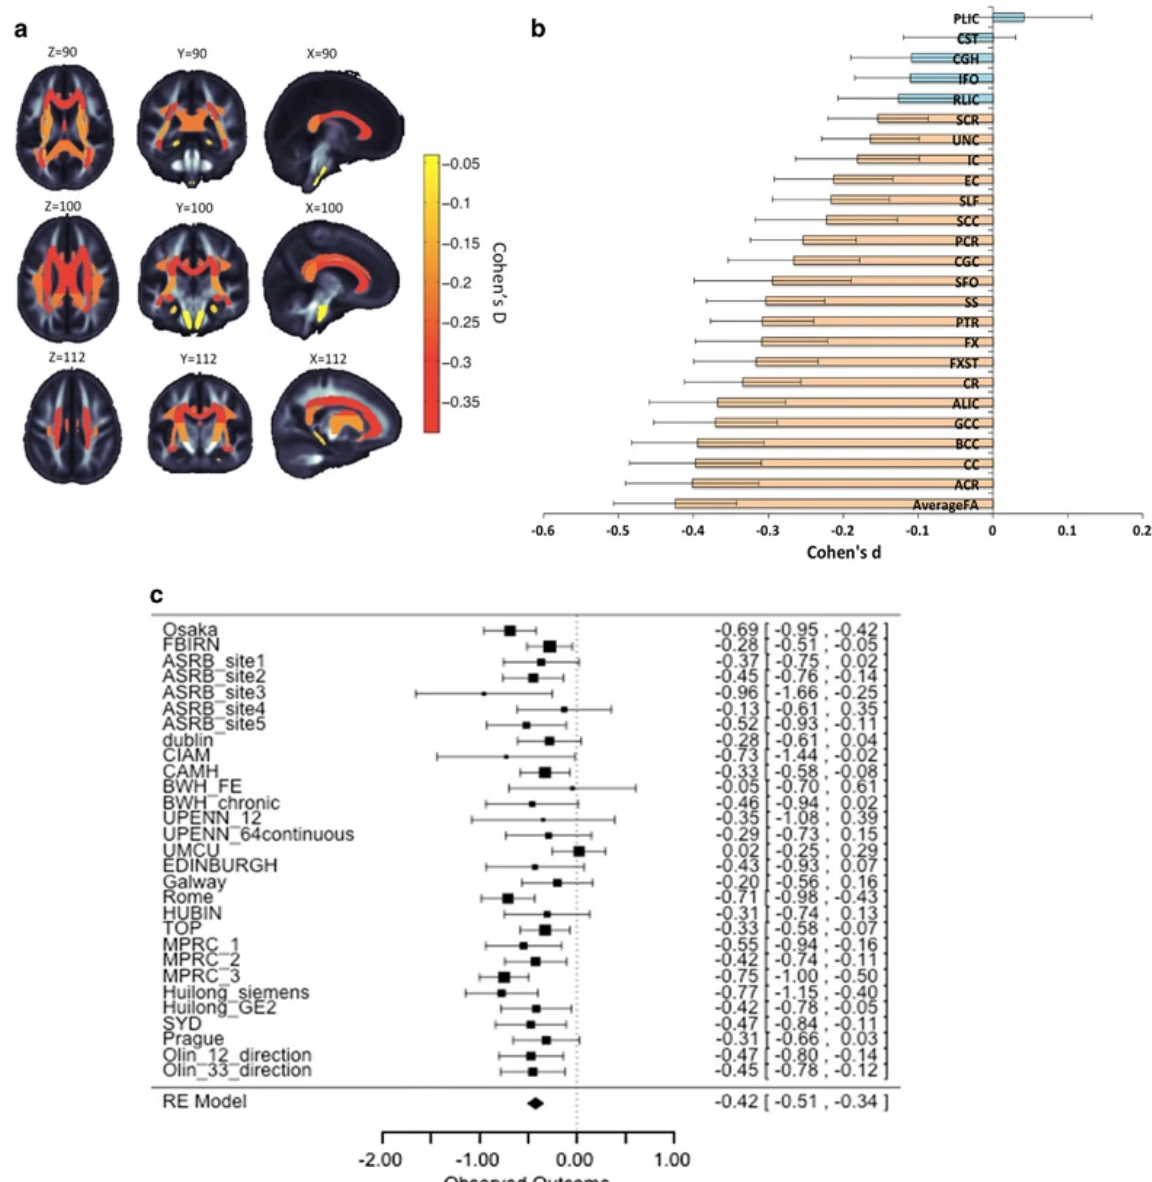 a
Z=90 Y=90 X=90
Z=100 Y=100 X=100
Z=112 Y=112 X=112
-0.05
-0.1
-0.15
-0.2
-0.25
-0.3
-0.35
Cohen's D
b
PLIC
CST
CGH
IFO
RLIC
SCR
UNC
IC
EC
SLF
SCC
PCR
CGC
SFO
SS
PTR
FX
FXST
CR
ALIC
GCC
BCC
CC
ACR
AverageFA
-0.6 -0.5 -0.4 -0.3 -0.2 -0.1 0 0.1 0.2
Cohen's d
c
Osaka -0.69 [ -0.95 , -0.42 ]
FBIRN -0.28 [ -0.51 , -0.05 ]
ASRB_site1 -0.37 [ -0.75 , 0.02 ]
ASRB_site2 -0.45 [ -0.76 , -0.14 ]
ASRB_site3 -0.96 [ -1.66 , -0.25 ]
ASRB_site4 -0.13 [ -0.61 , 0.35 ]
ASRB_site5 -0.52 [ -0.93 , -0.11 ]
dublin -0.28 [ -0.61 , 0.04 ]
CIAM -0.73 [ -1.44 , -0.02 ]
CAMH -0.33 [ -0.58 , -0.08 ]
BWH_FE -0.05 [ -0.70 , 0.61 ]
BWH_chronic -0.46 [ -0.94 , 0.02 ]
UPENN_12 -0.35 [ -1.08 , 0.39 ]
UPENN_64continuous -0.29 [ -0.73 , 0.15 ]
UMCU 0.02 [ -0.25 , 0.29 ]
EDINBURGH -0.43 [ -0.93 , 0.07 ]
Galway -0.20 [ -0.56 , 0.16 ]
Rome -0.71 [ -0.98 , -0.43 ]
HUBIN -0.31 [ -0.74 , 0.13 ]
TOP -0.33 [ -0.58 , -0.07 ]
MPRC_1 -0.55 [ -0.94 , -0.16 ]
MPRC_2 -0.42 [ -0.74 , -0.11 ]
MPRC_3 -0.75 [ -1.00 , -0.50 ]
Huilong_siemens -0.77 [ -1.15 , -0.40 ]
Huilong_GE2 -0.42 [ -0.78 , -0.05 ]
SYD -0.47 [ -0.84 , -0.11 ]
Prague -0.31 [ -0.66 , 0.03 ]
Olin_12_direction -0.47 [ -0.80 , -0.14 ]
Olin_33_direction -0.45 [ -0.78 , -0.12 ]
RE Model -0.42 [ -0.51 , -0.34 ]
-2.00 -1.00 0.00 1.00
Observed Outcome